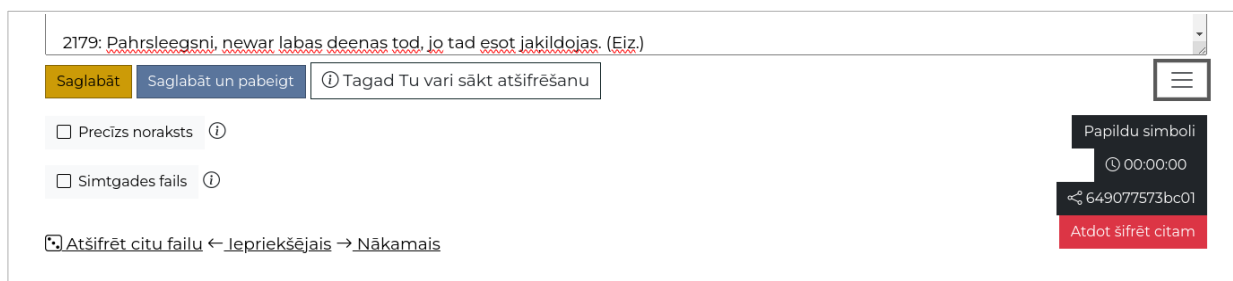 2179: Pahrsleegsni, newar labas deenas tod, jo tad esot jaķildojas. (Eiz.)
Saglabāt Saglabāt un pabeigt Tagad Tu vari sākt atšifrēšanu
Precīzs noraksts
Papildu simboli
00:00:00
Simtgades fails
649077573bc01
Atdot šifrēt citam
Atšifrēt citu failu ← Iepriekšējais → Nākamais